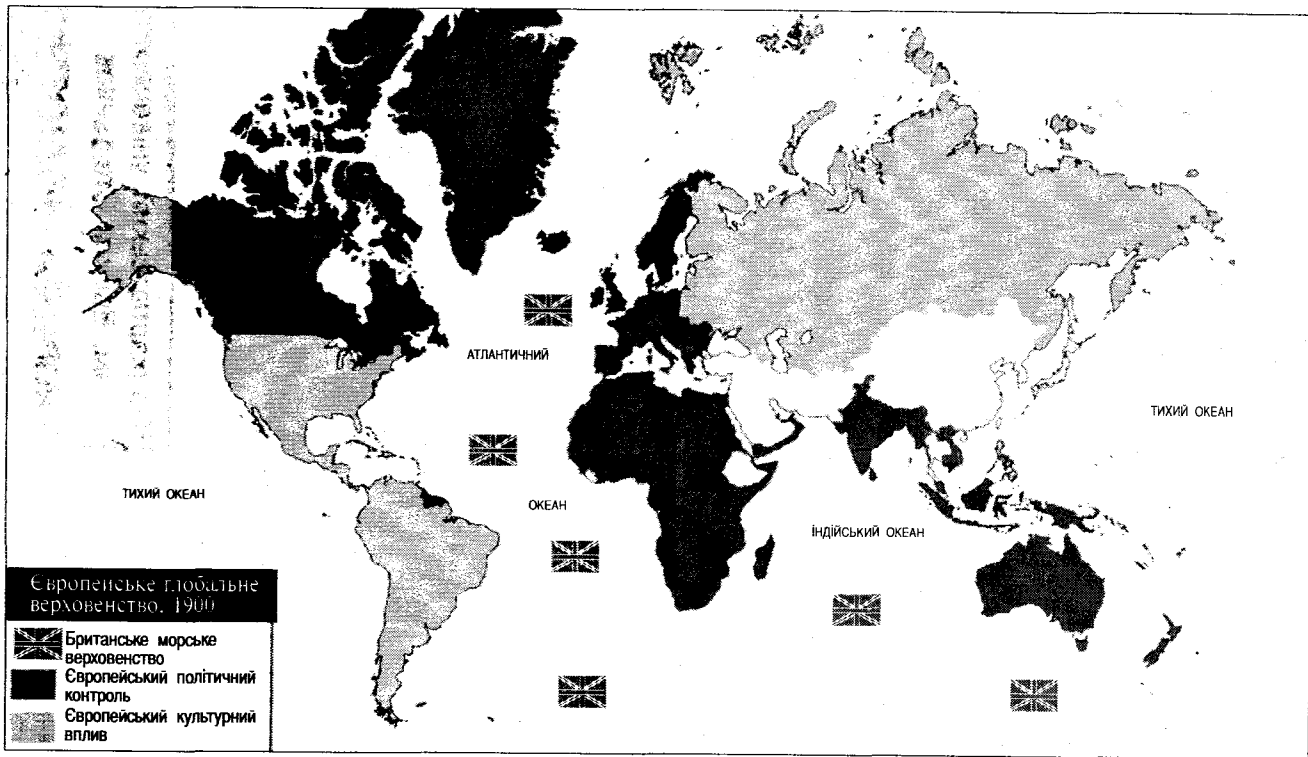 АТЛАНТИЧНИЙ
ТИХИЙ ОКЕАН
ТИХИЙ ОКЕАН
ОКЕАН
ІНДІЙСЬКИЙ ОКЕАН
Європейське глобальне
верховенство, 1900
Британське морське
верховенство
Європейський політичний
контроль
Європейський культурний
вплив